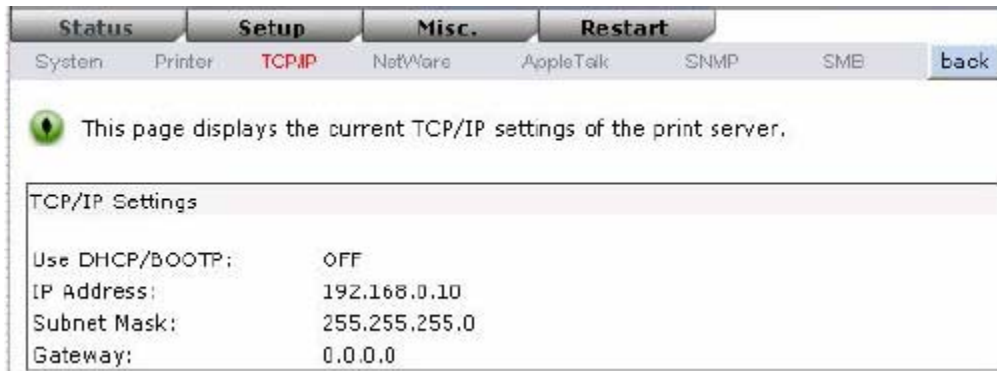 Status Setup Misc. Restart
System Printer TCP/IP NetWare AppleTalk SNMP SMB back
This page displays the current TCP/IP settings of the print server.
TCP/IP Settings
Use DHCP/BOOTP: OFF
IP Address: 192.168.0.10
Subnet Mask: 255.255.255.0
Gateway: 0.0.0.0